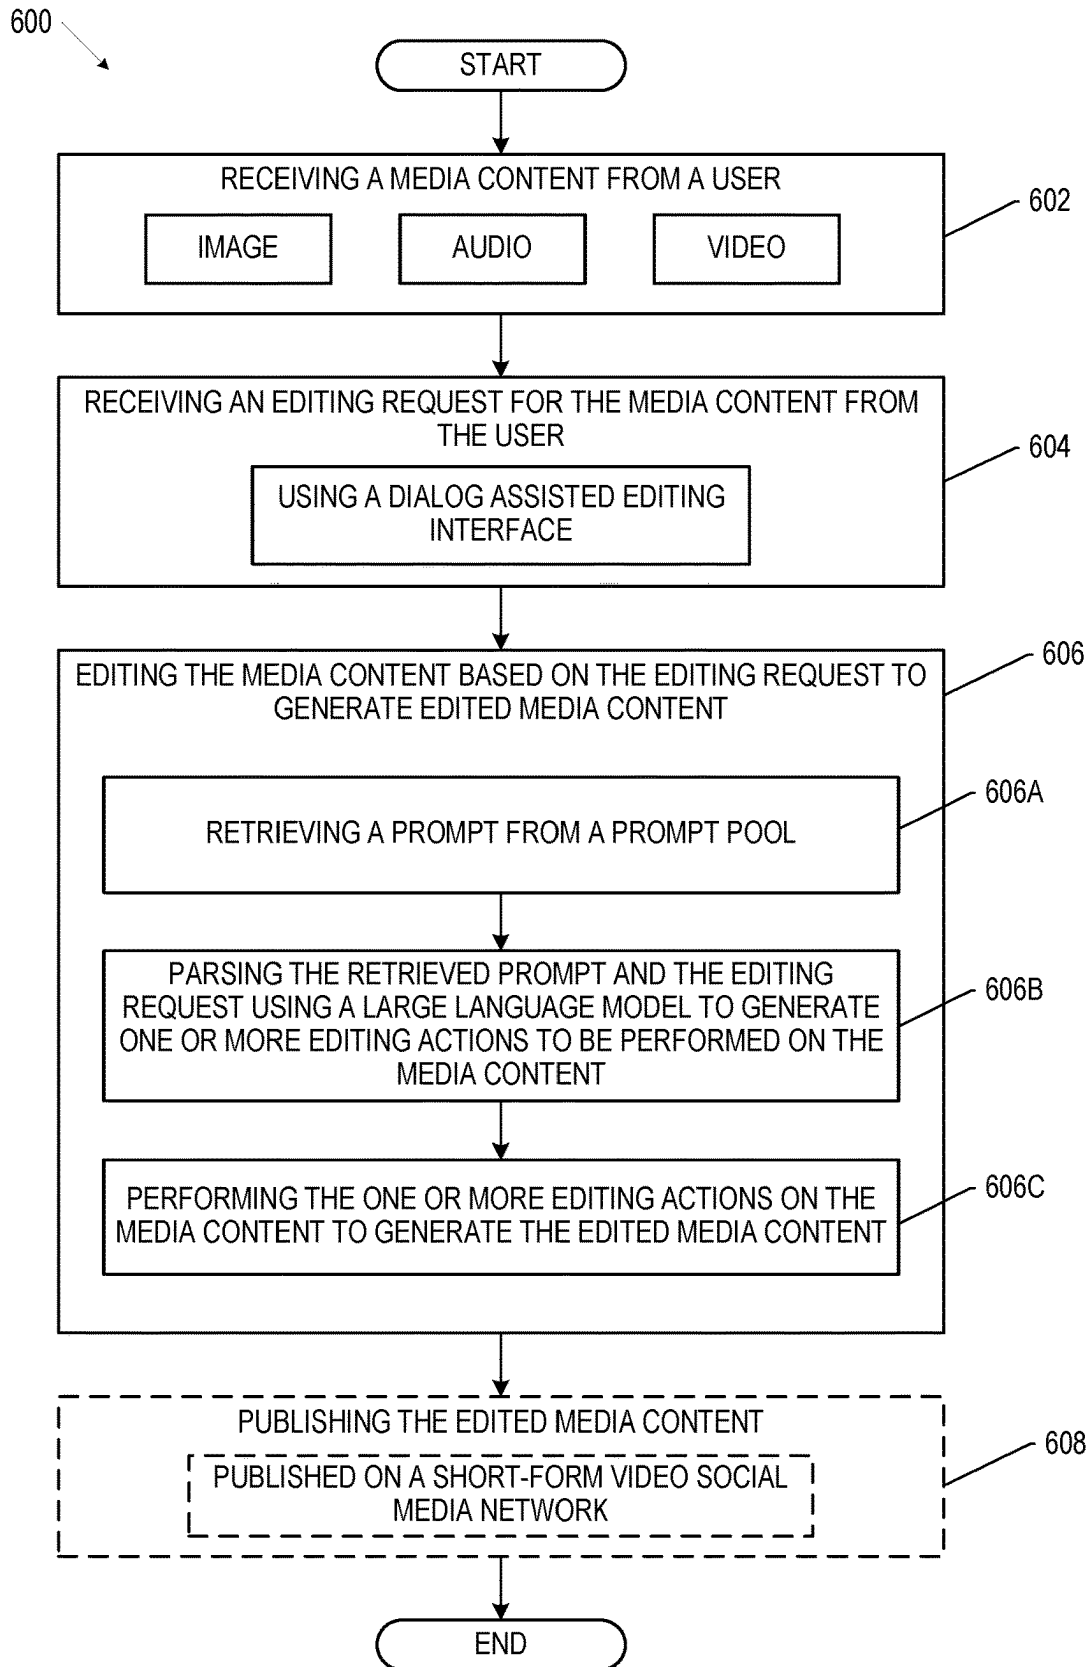 600
START
RECEIVING A MEDIA CONTENT FROM A USER
IMAGE
AUDIO
VIDEO
602
RECEIVING AN EDITING REQUEST FOR THE MEDIA CONTENT FROM
THE USER
USING A DIALOG ASSISTED EDITING
INTERFACE
604
EDITING THE MEDIA CONTENT BASED ON THE EDITING REQUEST TO
GENERATE EDITED MEDIA CONTENT
606
RETRIEVING A PROMPT FROM A PROMPT POOL
606A
PARSING THE RETRIEVED PROMPT AND THE EDITING
REQUEST USING A LARGE LANGUAGE MODEL TO GENERATE
ONE OR MORE EDITING ACTIONS TO BE PERFORMED ON THE
MEDIA CONTENT
606B
PERFORMING THE ONE OR MORE EDITING ACTIONS ON THE
MEDIA CONTENT TO GENERATE THE EDITED MEDIA CONTENT
606C
PUBLISHING THE EDITED MEDIA CONTENT
PUBLISHED ON A SHORT-FORM VIDEO SOCIAL
MEDIA NETWORK
608
END